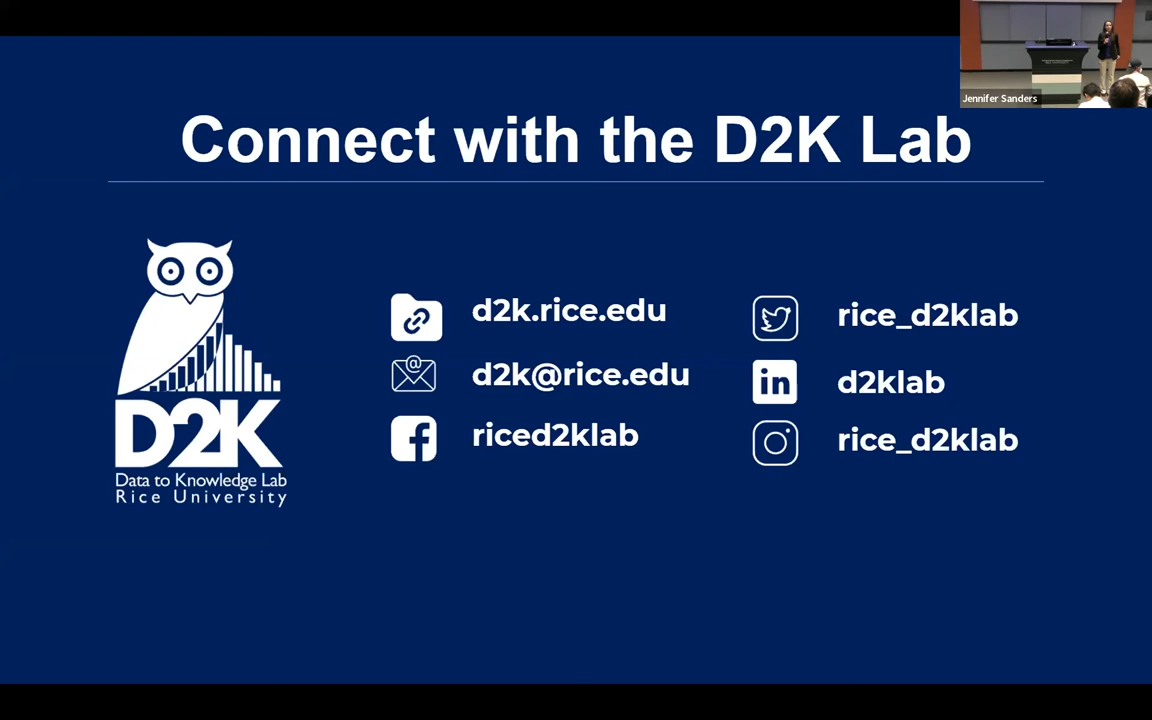 Jennifer Sanders
Connect with the D2K Lab
d2k.rice.edu
d2k@rice.edu
riced2klab
rice_d2klab
in d2klab
rice_d2klab
D2K
Data to Knowledge Lab
Rice University